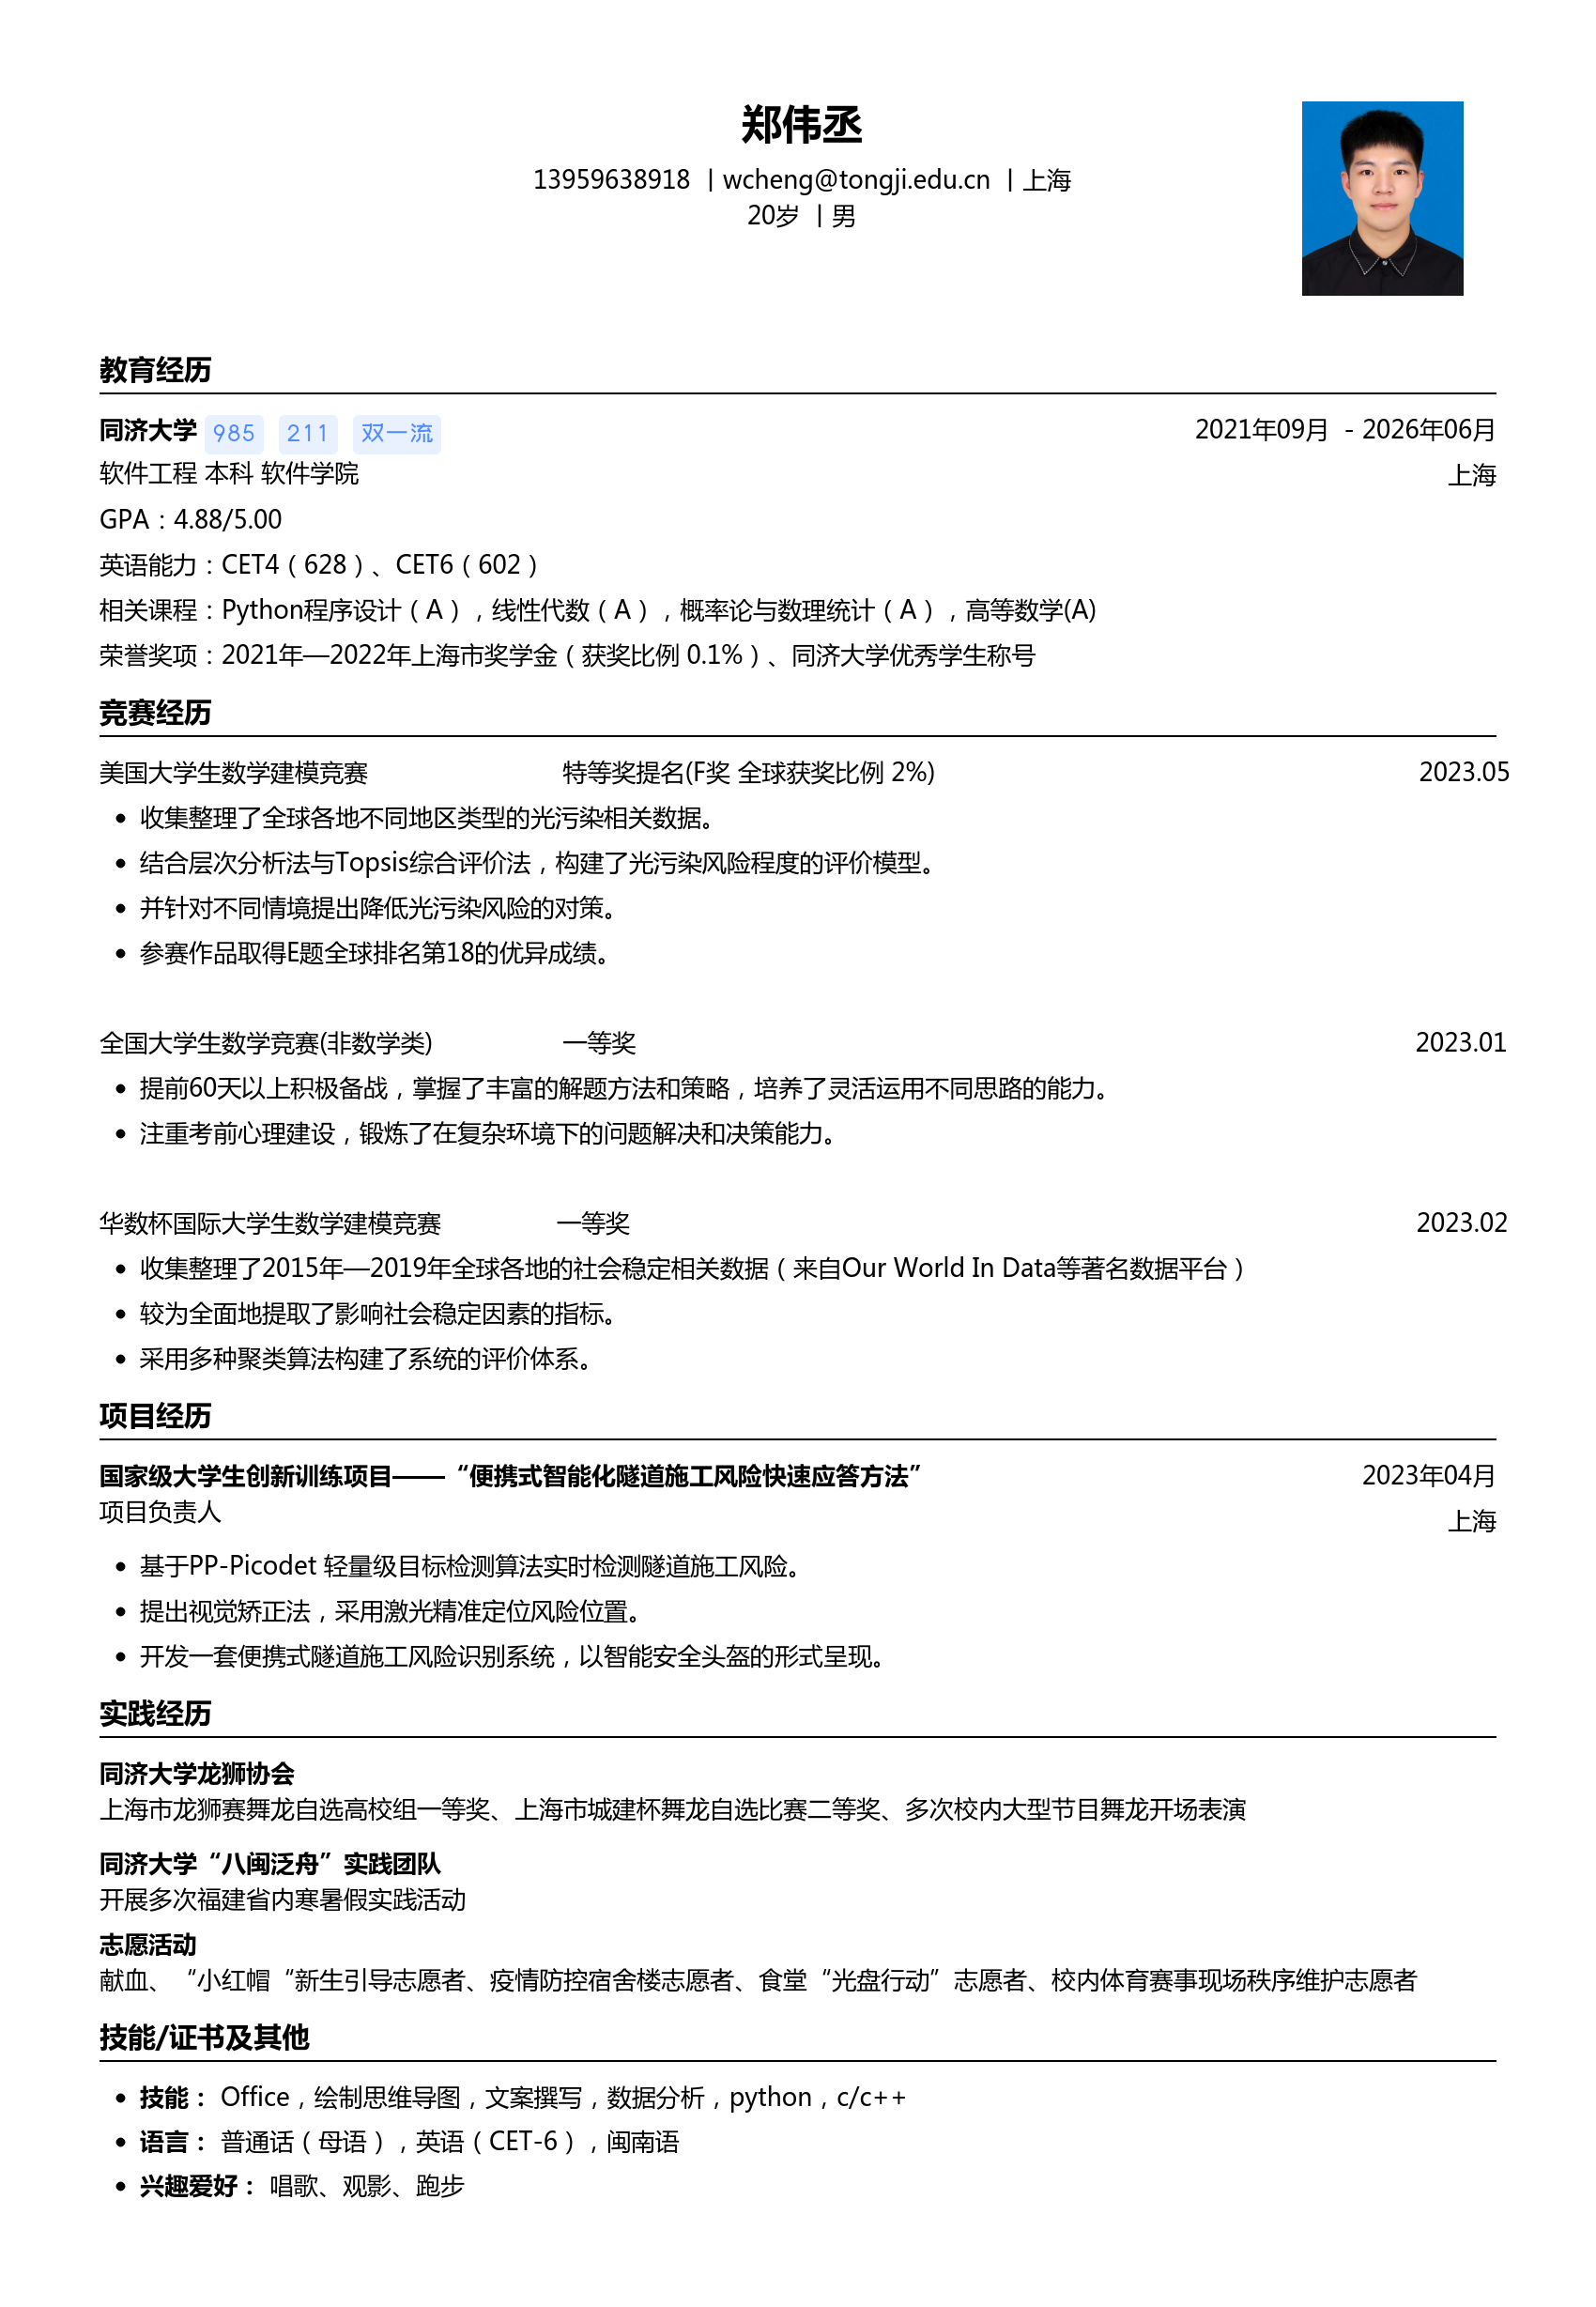 郑伟丞
13959638918 | wcheng@tongji.edu.cn | 上海
20岁 | 男
教育经历
同济大学 985 211 双一流 2021年09月 - 2026年06月
软件工程 本科 软件学院 上海
GPA：4.88/5.00
英语能力：CET4（628）、CET6（602）
相关课程：Python程序设计（A），线性代数（A），概率论与数理统计（A），高等数学(A)
荣誉奖项：2021年—2022年上海市奖学金（获奖比例 0.1%）、同济大学优秀学生称号
竞赛经历
美国大学生数学建模竞赛 特等奖提名(F奖 全球获奖比例 2%) 2023.05
• 收集整理了全球各地不同地区类型的光污染相关数据。
• 结合层次分析法与Topsis综合评价法，构建了光污染风险程度的评价模型。
• 并针对不同情境提出降低光污染风险的对策。
• 参赛作品取得E题全球排名第18的优异成绩。
全国大学生数学竞赛(非数学类) 一等奖 2023.01
• 提前60天以上积极备战，掌握了丰富的解题方法和策略，培养了灵活运用不同思路的能力。
• 注重考前心理建设，锻炼了在复杂环境下的问题解决和决策能力。
华数杯国际大学生数学建模竞赛 一等奖 2023.02
• 收集整理了2015年—2019年全球各地的社会稳定相关数据（来自Our World In Data等著名数据平台）
• 较为全面地提取了影响社会稳定因素的指标。
• 采用多种聚类算法构建了系统的评价体系。
项目经历
国家级大学生创新训练项目——“便携式智能化隧道施工风险快速应答方法” 2023年04月
项目负责人 上海
• 基于PP-Picodet 轻量级目标检测算法实时检测隧道施工风险。
• 提出视觉矫正法，采用激光精准定位风险位置。
• 开发一套便携式隧道施工风险识别系统，以智能安全头盔的形式呈现。
实践经历
同济大学龙狮协会
上海市龙狮赛舞龙自选高校组一等奖、上海市城建杯舞龙自选比赛二等奖、多次校内大型节目舞龙开场表演
同济大学“八闽泛舟”实践团队
开展多次福建省内寒暑假实践活动
志愿活动
献血、“小红帽“新生引导志愿者、疫情防控宿舍楼志愿者、食堂“光盘行动”志愿者、校内体育赛事现场秩序维护志愿者
技能/证书及其他
• 技能： Office，绘制思维导图，文案撰写，数据分析，python，c/c++
• 语言： 普通话（母语），英语（CET-6），闽南语
• 兴趣爱好： 唱歌、观影、跑步